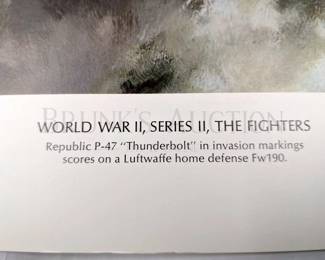 BRUNK'S AUCTION
WORLD WAR II, SERIES II, THE FIGHTERS
Republic P-47 "Thunderbolt" in invasion markings
scores on a Luftwaffe home defense Fw190.